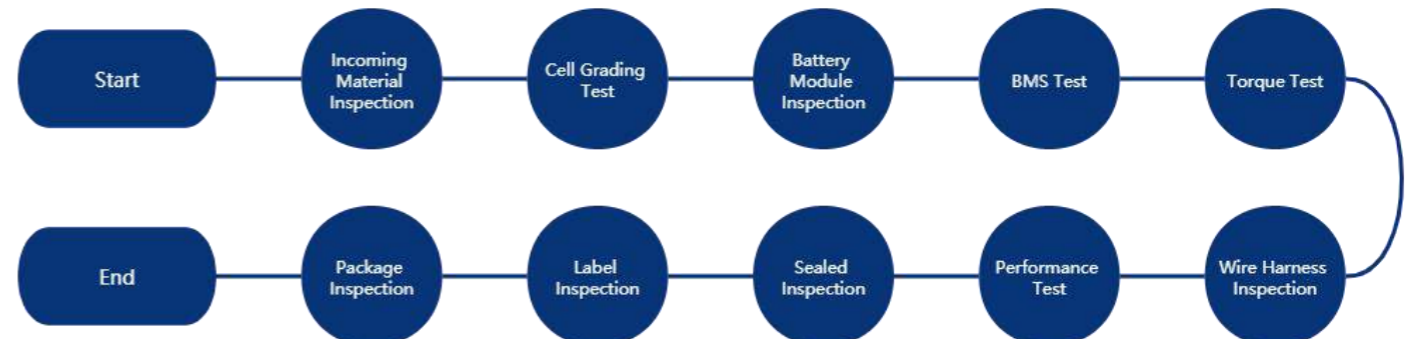 Start
Incoming
Material
Inspection
Cell Grading
Test
Battery
Module
Inspection
BMS Test
Torque Test
Wire Harness
Inspection
Performance
Test
Sealed
Inspection
Label
Inspection
Package
Inspection
End